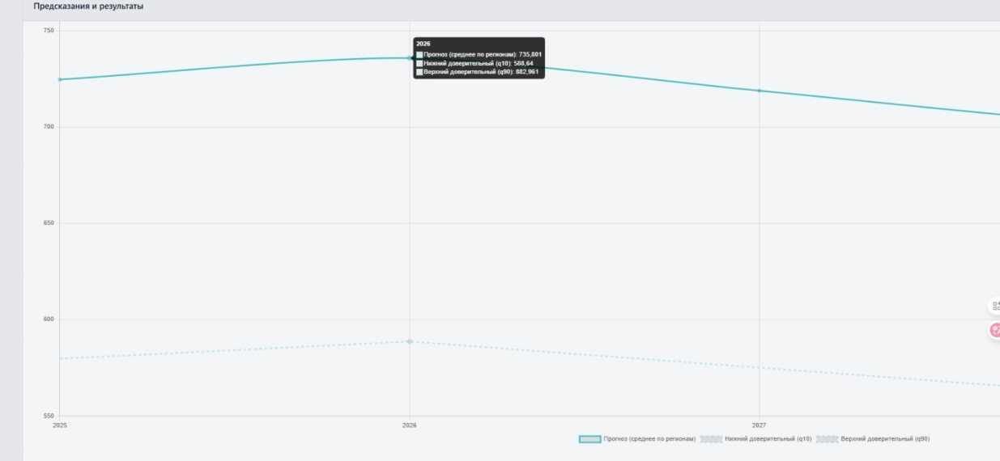 Предсказания и результаты
750
2026
Прогноз (среднее по регионам): 735,801
Нижний доверительный (q10): 588,64
Верхний доверительный (q90): 882,961
700
650
600
550
2025
2026
2027
Прогноз (среднее по регионам)
Нижний доверительный (q10)
Верхний доверительный (q90)